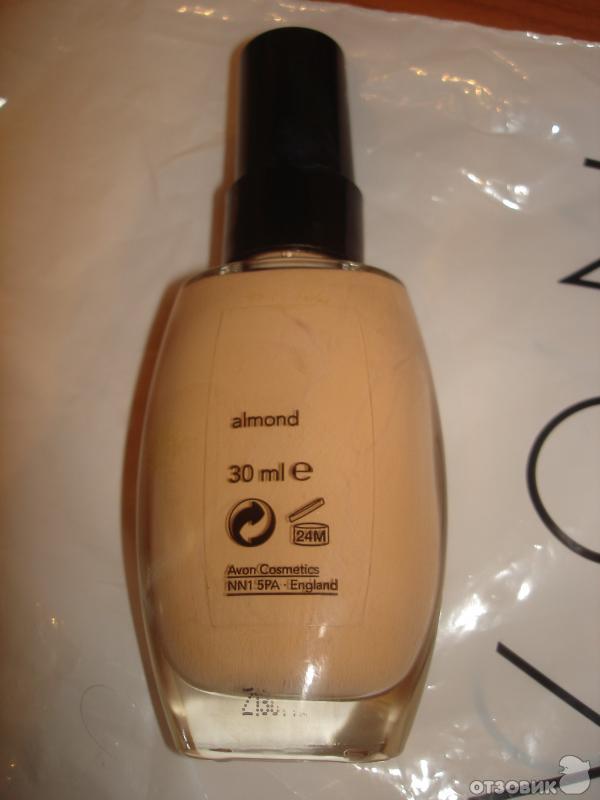 almond
30 ml e
24M
Avon Cosmetics
NN1 5PA · England
ОТЗОВИК